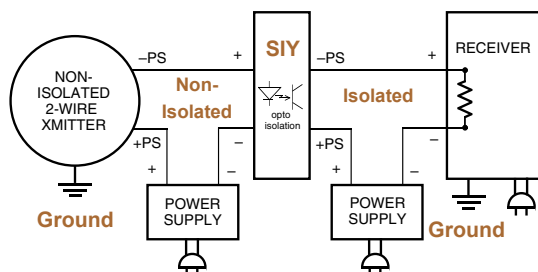 NON-
ISOLATED
2-WIRE
XMITTER
Ground
–PS
+
Non-
Isolated
+PS
+
–
–
POWER
SUPPLY
SIY
opto
isolation
–PS
+
Isolated
+PS
+
–
–
POWER
SUPPLY
RECEIVER
Ground